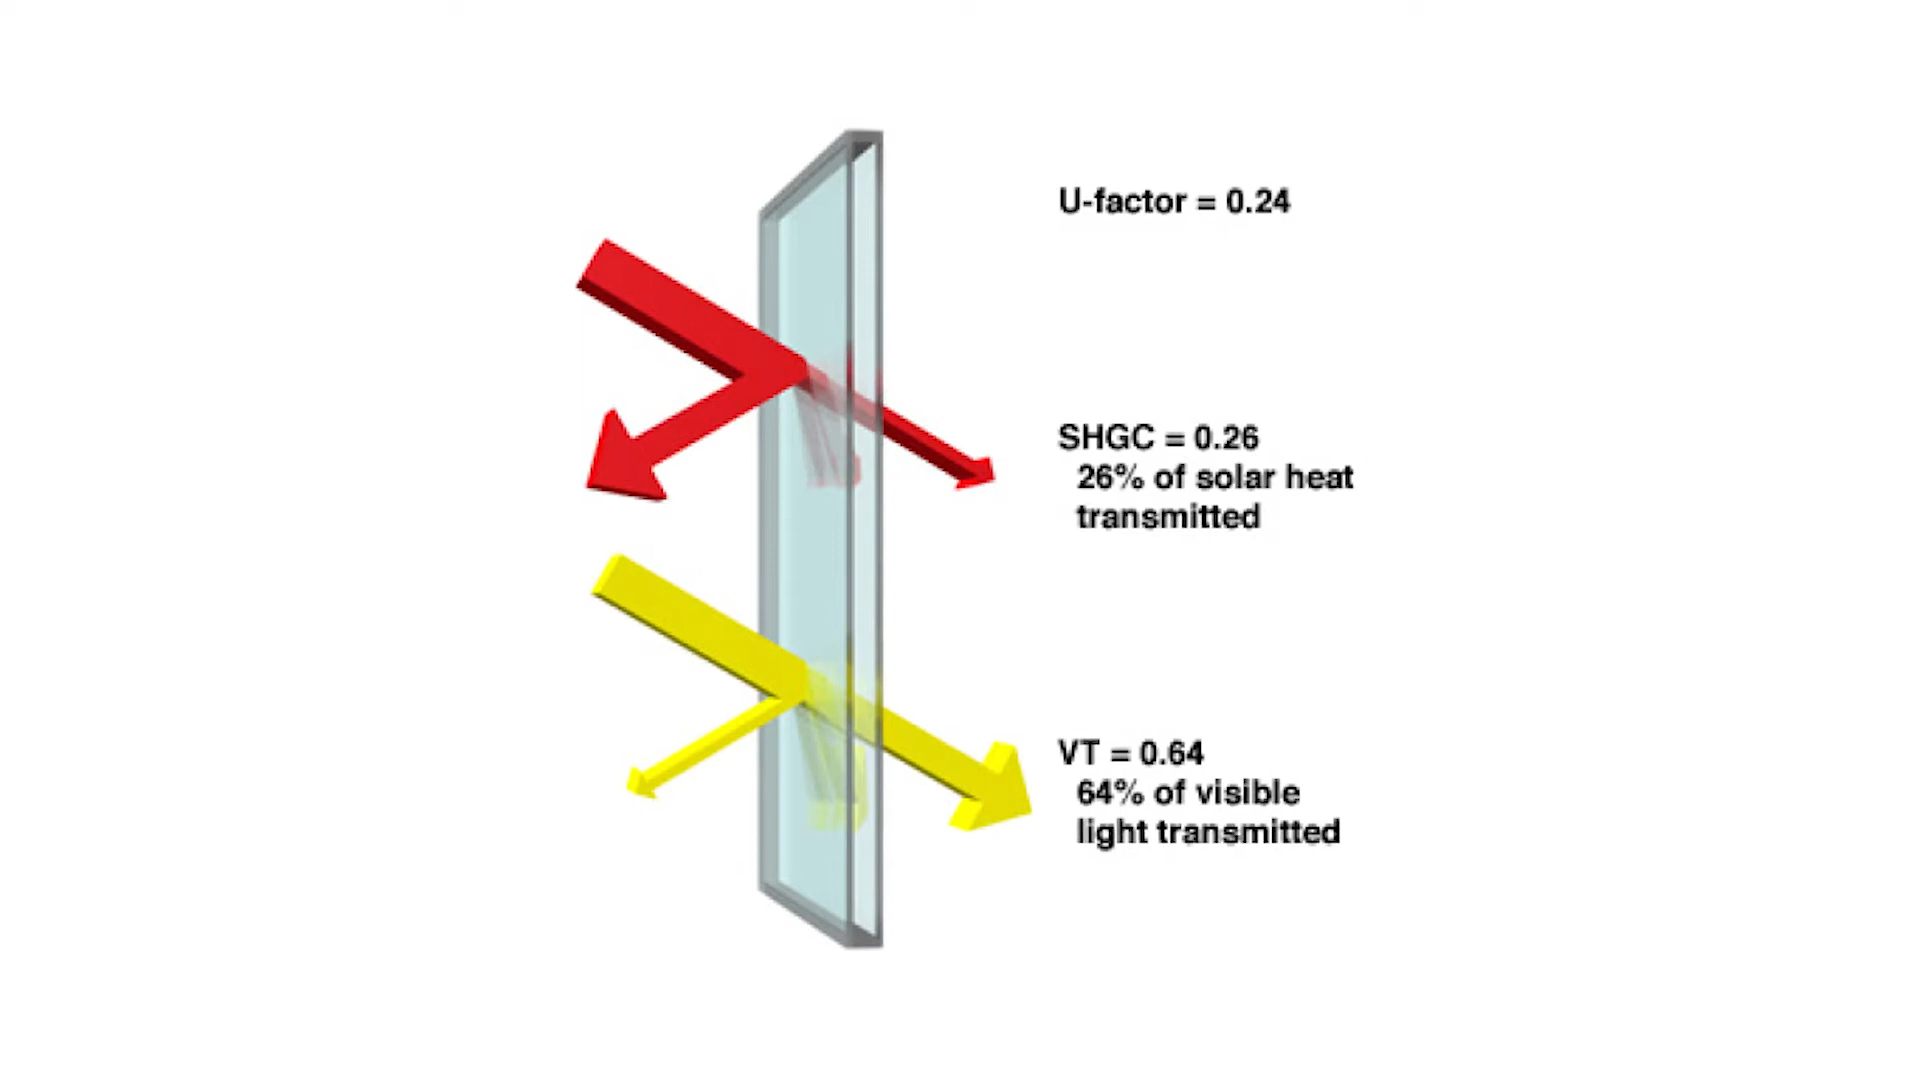 U-factor = 0.24
SHGC = 0.26
26% of solar heat
transmitted
VT = 0.64
64% of visible
light transmitted